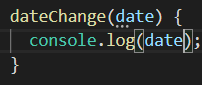 dateChange(date) {
  console.log(date);
}